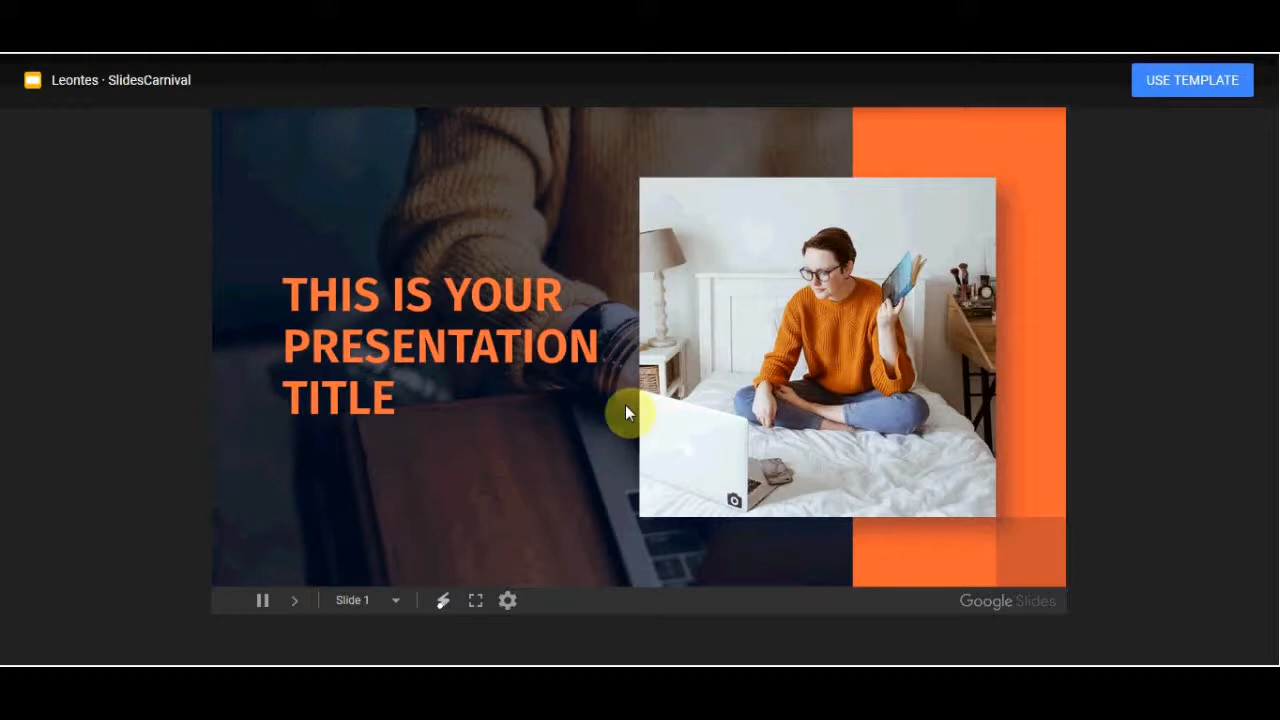 Leontes · SlidesCarnival
USE TEMPLATE
THIS IS YOUR
PRESENTATION
TITLE
Slide 1
Google Slides